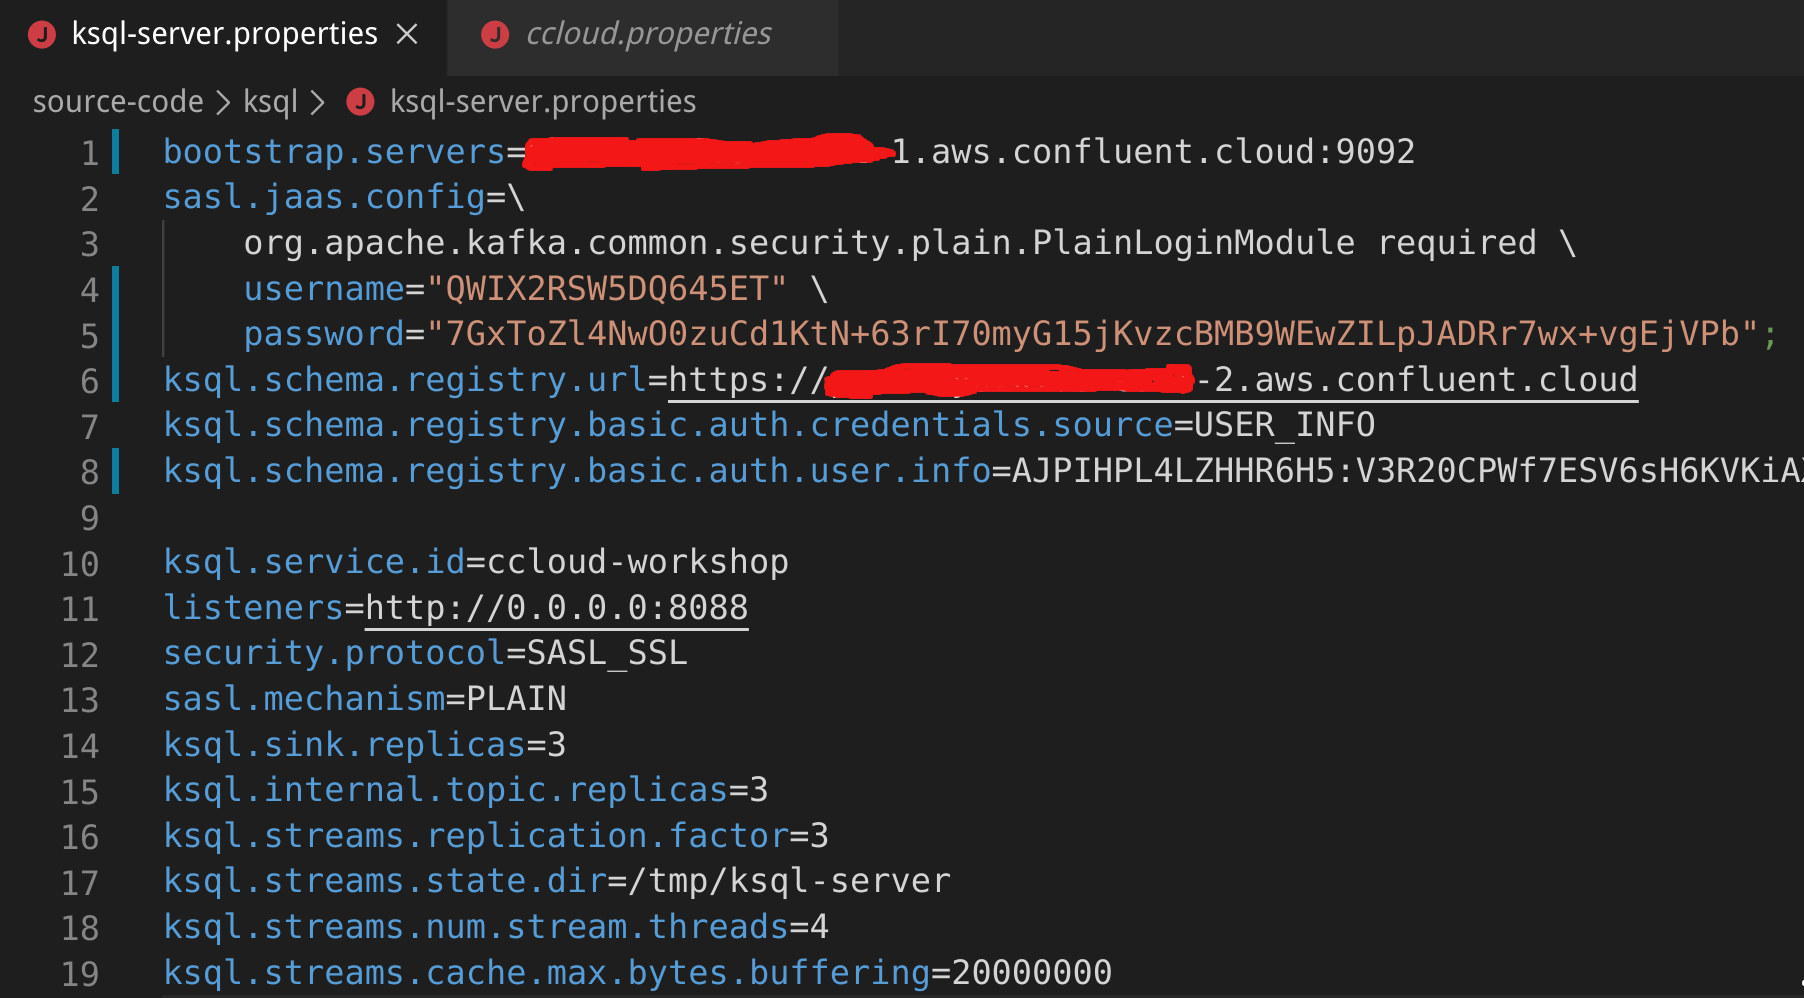 ksql-server.properties
ccloud.properties
source-code > ksql > ksql-server.properties
1 bootstrap.servers= 1.aws.confluent.cloud:9092
2 sasl.jaas.config=\
3 org.apache.kafka.common.security.plain.PlainLoginModule required \
4 username="QWIX2RSW5DQ645ET" \
5 password="7GxToZl4NwO0zuCd1KtN+63rI70myG15jKvzcBMB9WEwZILpJADRr7wx+vgEjVPb";
6 ksql.schema.registry.url=https:// -2.aws.confluent.cloud
7 ksql.schema.registry.basic.auth.credentials.source=USER_INFO
8 ksql.schema.registry.basic.auth.user.info=AJPIHPL4LZHHR6H5:V3R20CPWf7ESV6sH6KVKiA
9
10 ksql.service.id=ccloud-workshop
11 listeners=http://0.0.0.0:8088
12 security.protocol=SASL_SSL
13 sasl.mechanism=PLAIN
14 ksql.sink.replicas=3
15 ksql.internal.topic.replicas=3
16 ksql.streams.replication.factor=3
17 ksql.streams.state.dir=/tmp/ksql-server
18 ksql.streams.num.stream.threads=4
19 ksql.streams.cache.max.bytes.buffering=20000000